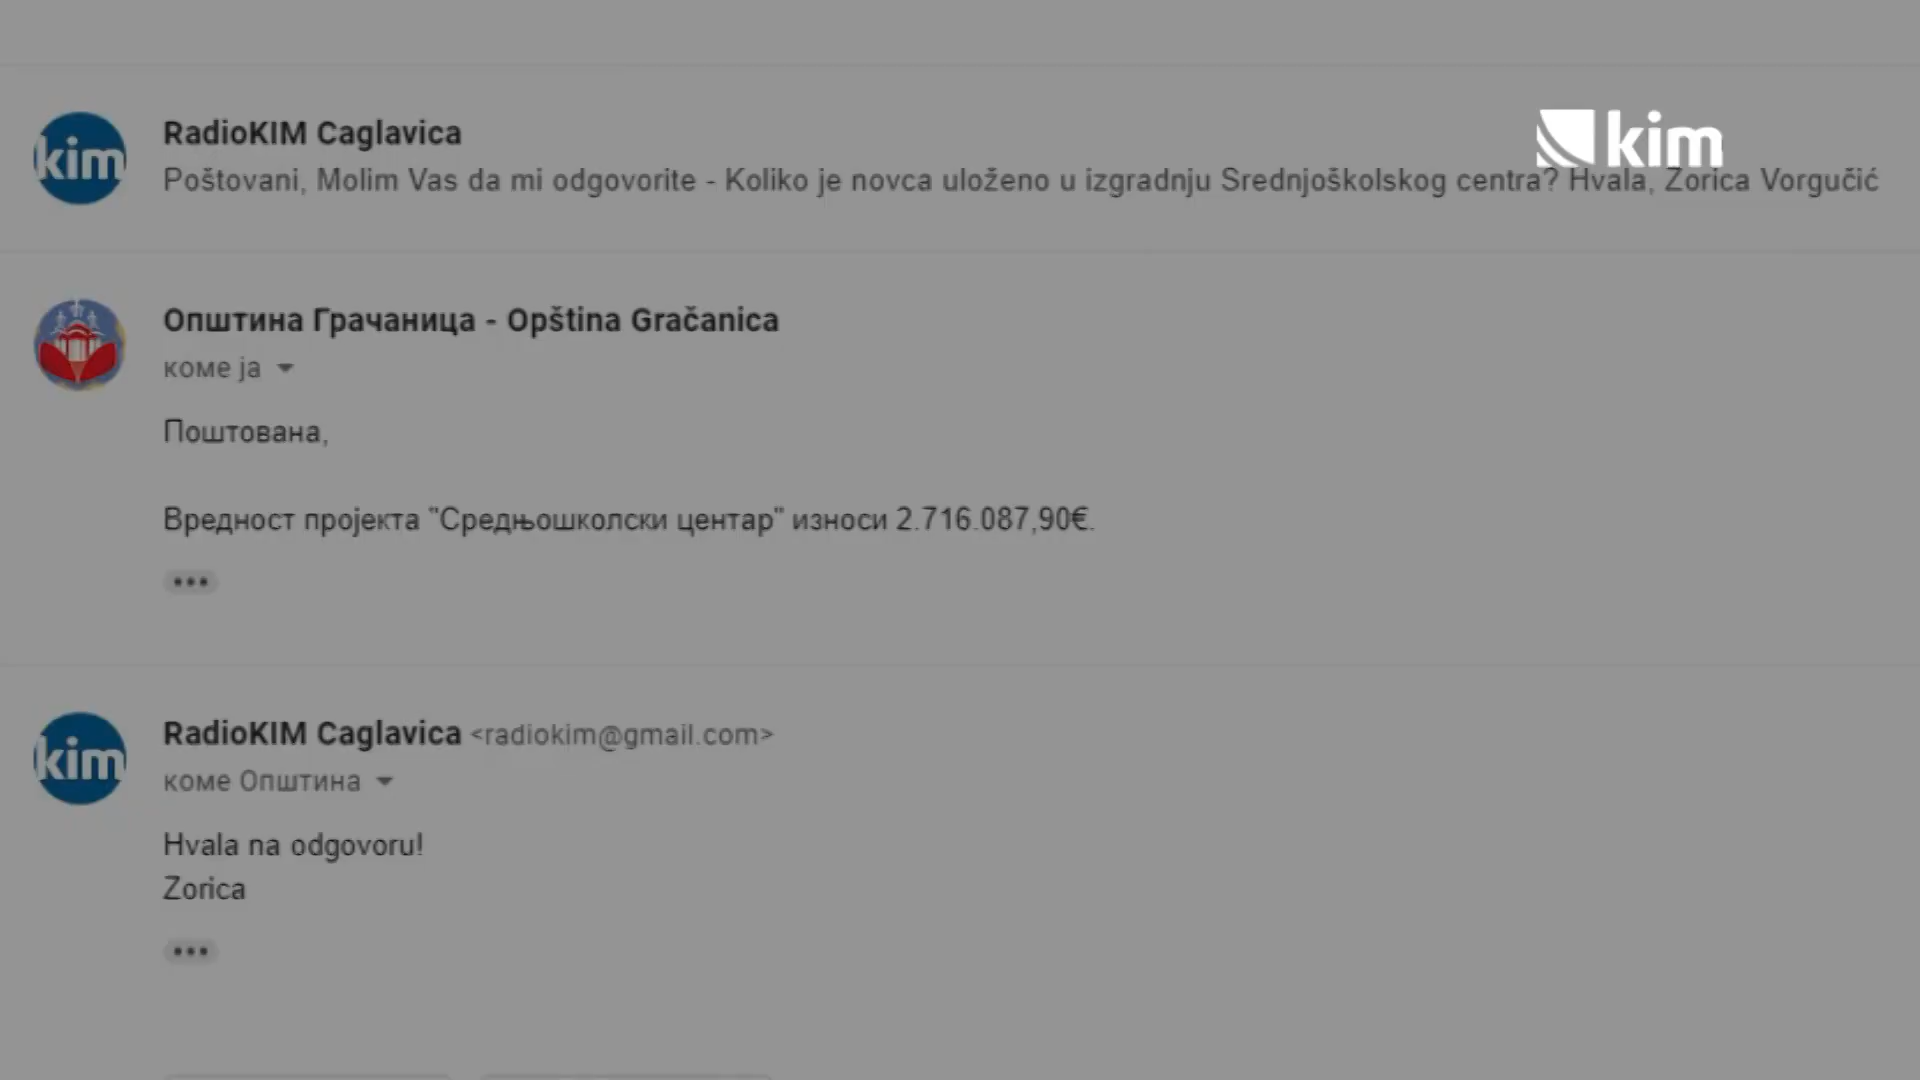 kim
RadioKIM Caglavica
kim
Poštovani, Molim Vas da mi odgovorite - Koliko je novca uloženo u izgradnju Srednjoškolskog centra? Hvala, Zorica Vorgučić
Општина Грачаница - Opština Gračanica
коме ја
Поштована,
Вредност пројекта "Средњошколски центар" износи 2.716.087,90€.
kim
RadioKIM Caglavica <radiokim@gmail.com>
коме Општина
Hvala na odgovoru!
Zorica